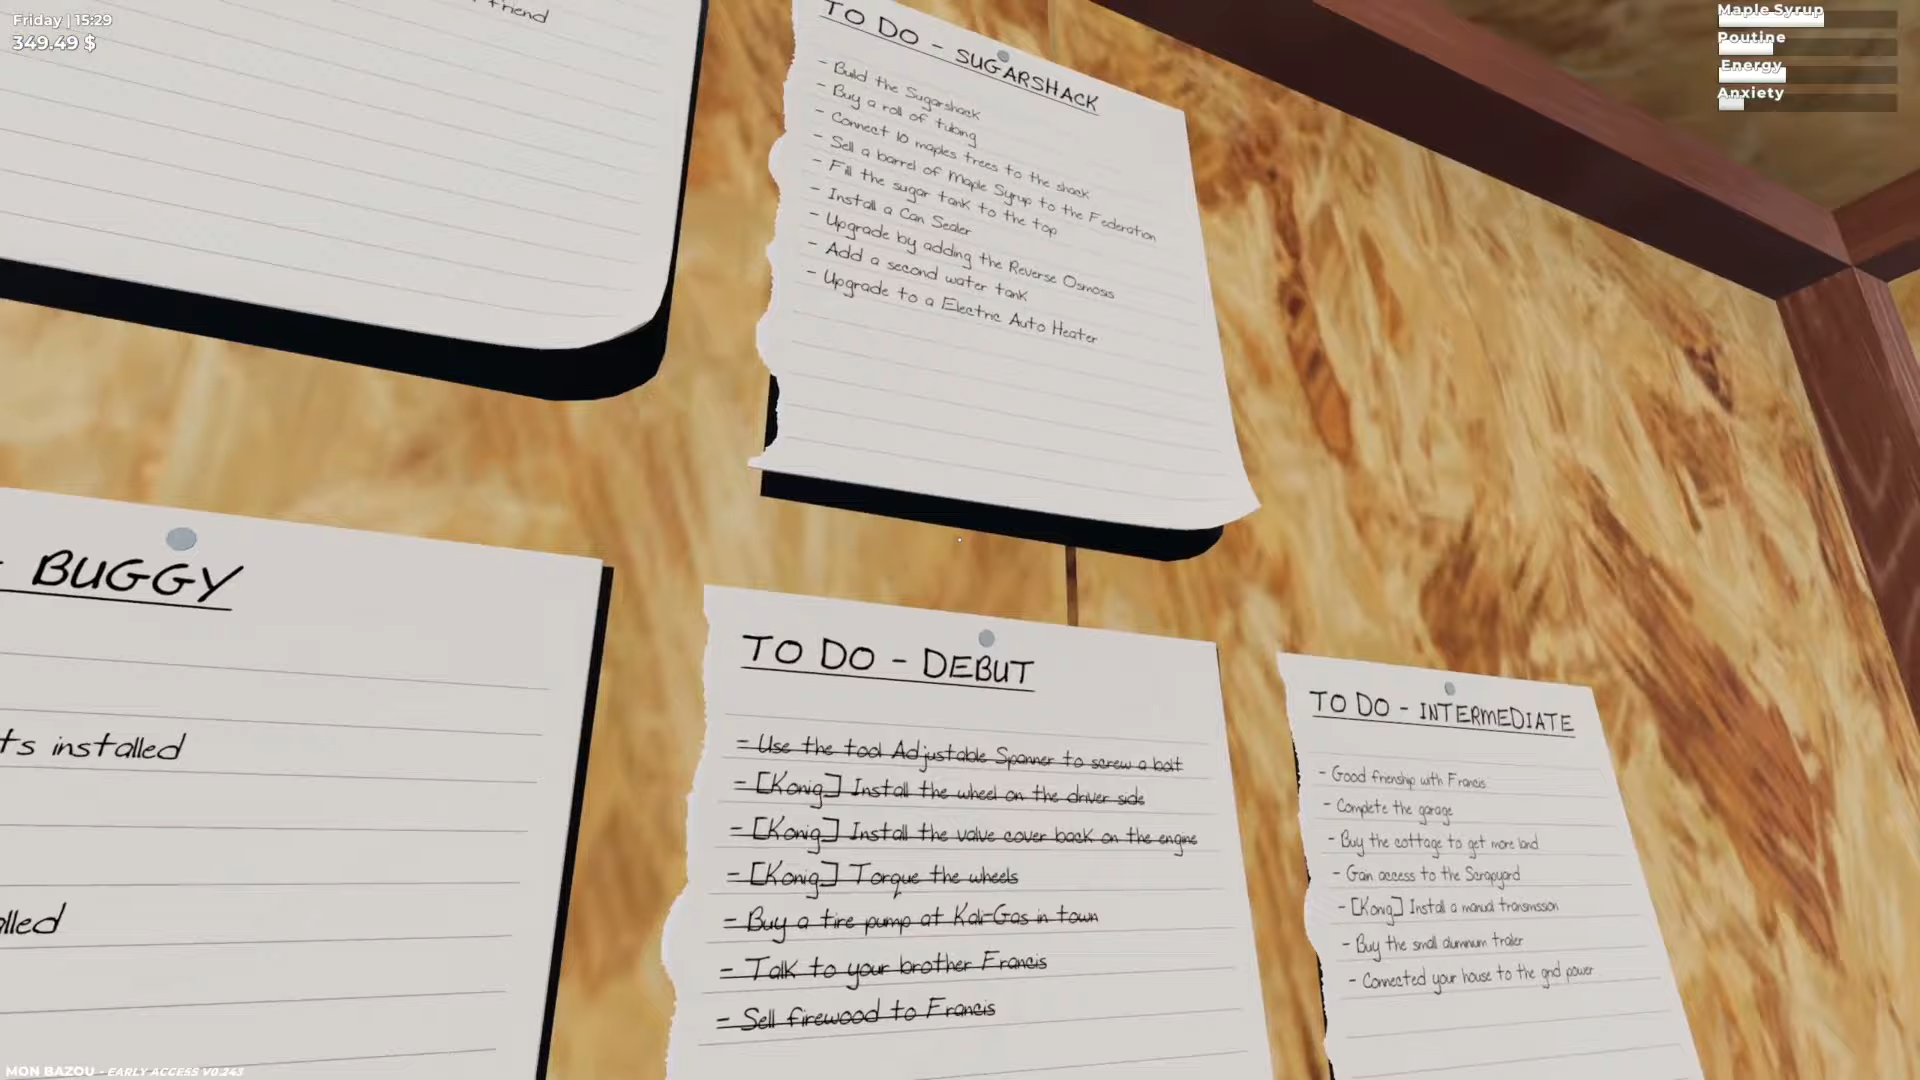 Friday | 15:29
349.49 $
Maple Syrup
Poutine
Energy
Anxiety
friend
TO DO - SUGARSHACK
- Build the Sugarshack
- Buy a roll of tubing
- Connect 10 maples trees to the shack
- Sell a barrel of Maple Syrup to the Federation
- Fill the sugar tank to the top
- Install a Can Sealer
- Upgrade by adding the Reverse Osmosis
- Add a second water tank
- Upgrade to a Electric Auto Heater
- BUGGY
ts installed
alled
TO DO - DEBUT
- Use the tool Adjustable Spanner to screw a bolt
- [Konig] Install the wheel on the driver side
- [Konig] Install the valve cover back on the engine
- [Konig] Torque the wheels
- Buy a tire pump at Kali-Gas in town
- Talk to your brother Francis
- Sell firewood to Francis
TO DO - INTERMEDIATE
- Good frienship with Francis
- Complete the garage
- Buy the cottage to get more land
- Gain access to the Scrapyard
- [Konig] Install a manual transmission
- Buy the small aluminum trailer
- Connected your house to the grid power
MON BAZOU - EARLY ACCESS V0.243